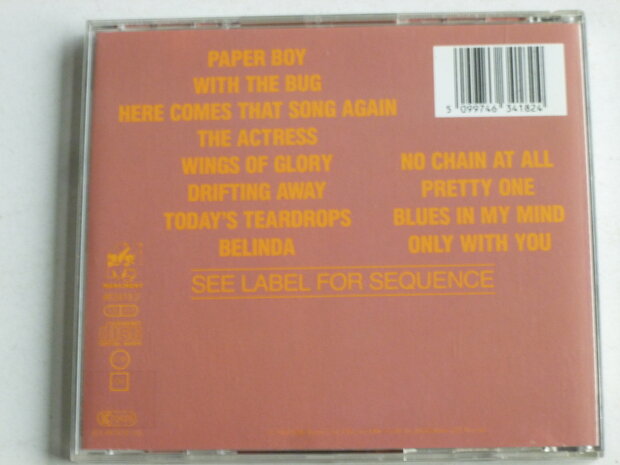 PAPER BOY
WITH THE BUG
HERE COMES THAT SONG AGAIN
THE ACTRESS
WINGS OF GLORY
DRIFTING AWAY
TODAY'S TEARDROPS
BELINDA
NO CHAIN AT ALL
PRETTY ONE
BLUES IN MY MIND
ONLY WITH YOU
SEE LABEL FOR SEQUENCE
5 099746 341824